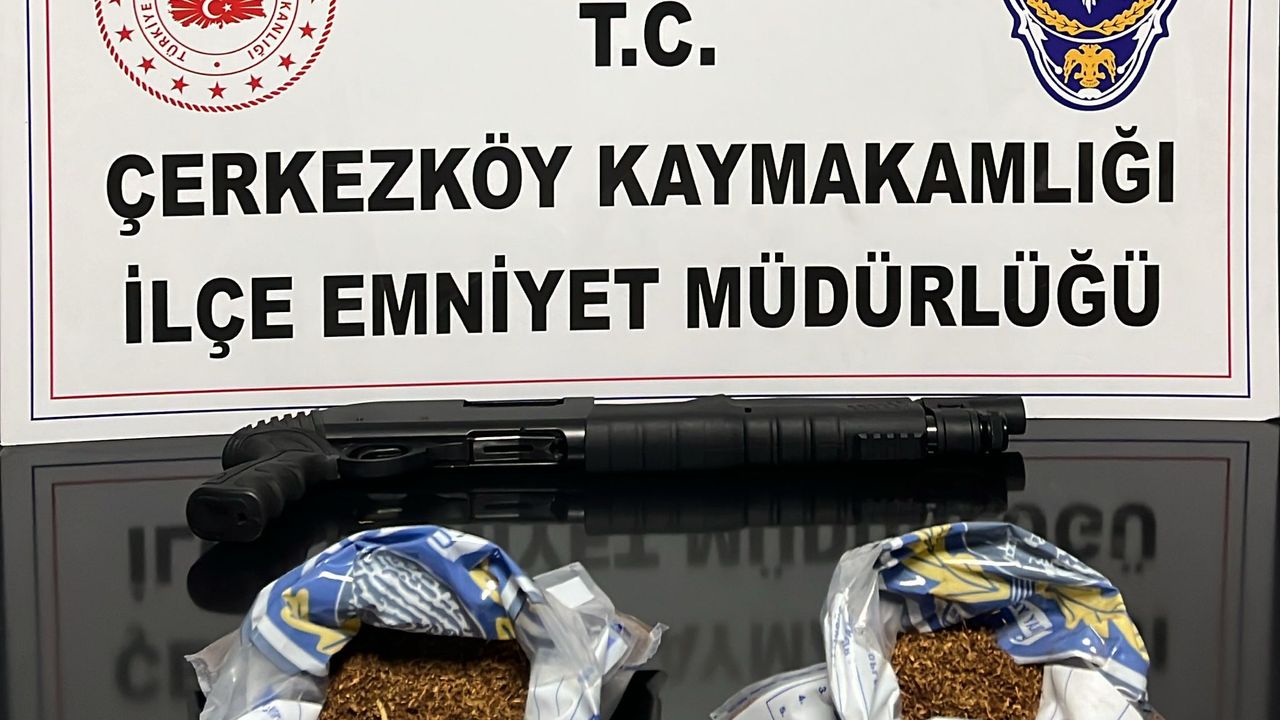 T.C.
ÇERKEZKÖY KAYMAKAMLIĞI
İLÇE EMNİYET MÜDÜRLÜĞÜ